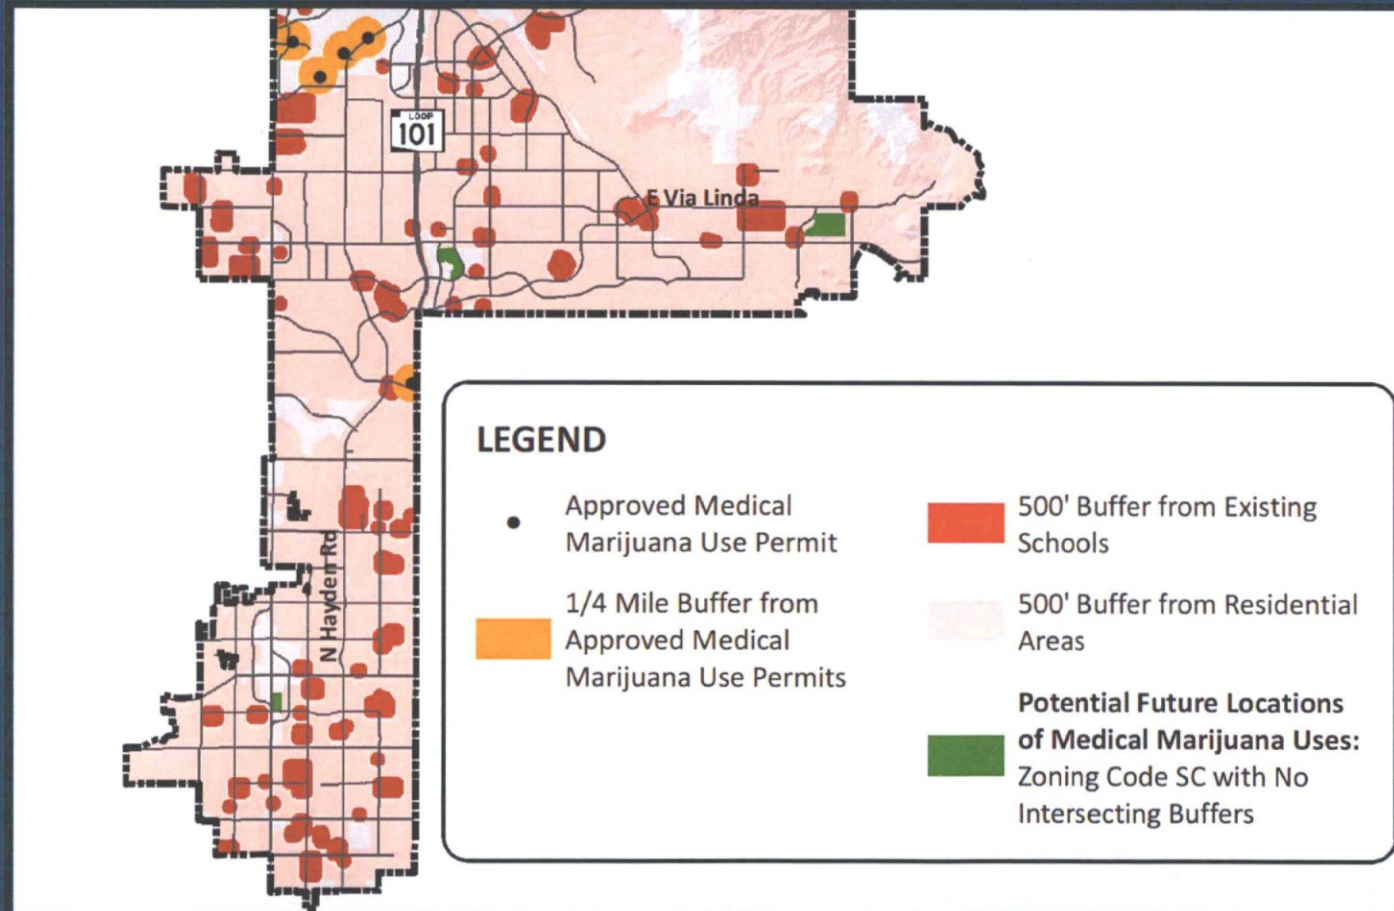 LOOP
101
E Via Linda
N Hayden Rd
LEGEND
Approved Medical
Marijuana Use Permit
1/4 Mile Buffer from
Approved Medical
Marijuana Use Permits
500' Buffer from Existing
Schools
500' Buffer from Residential
Areas
Potential Future Locations
of Medical Marijuana Uses:
Zoning Code SC with No
Intersecting Buffers